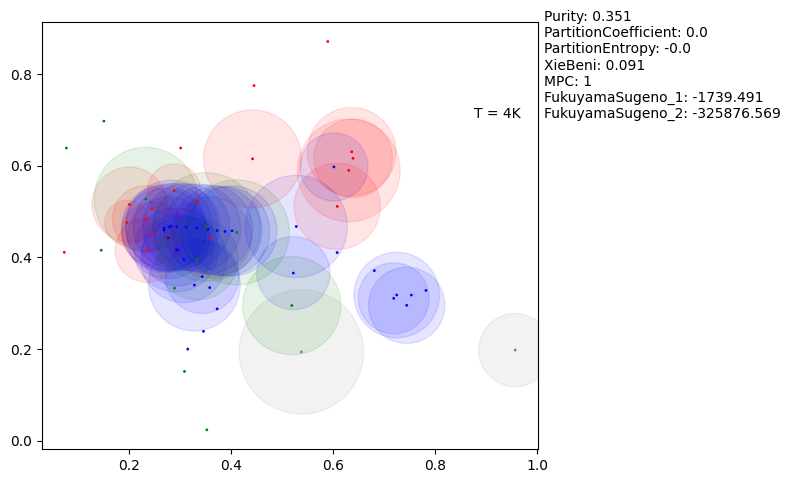 Purity: 0.351
PartitionCoefficient: 0.0
PartitionEntropy: -0.0
XieBeni: 0.091
MPC: 1
FukuyamaSugeno_1: -1739.491
FukuyamaSugeno_2: -325876.569
T = 4K
0.8
0.6
0.4
0.2
0.0
0.2 0.4 0.6 0.8 1.0